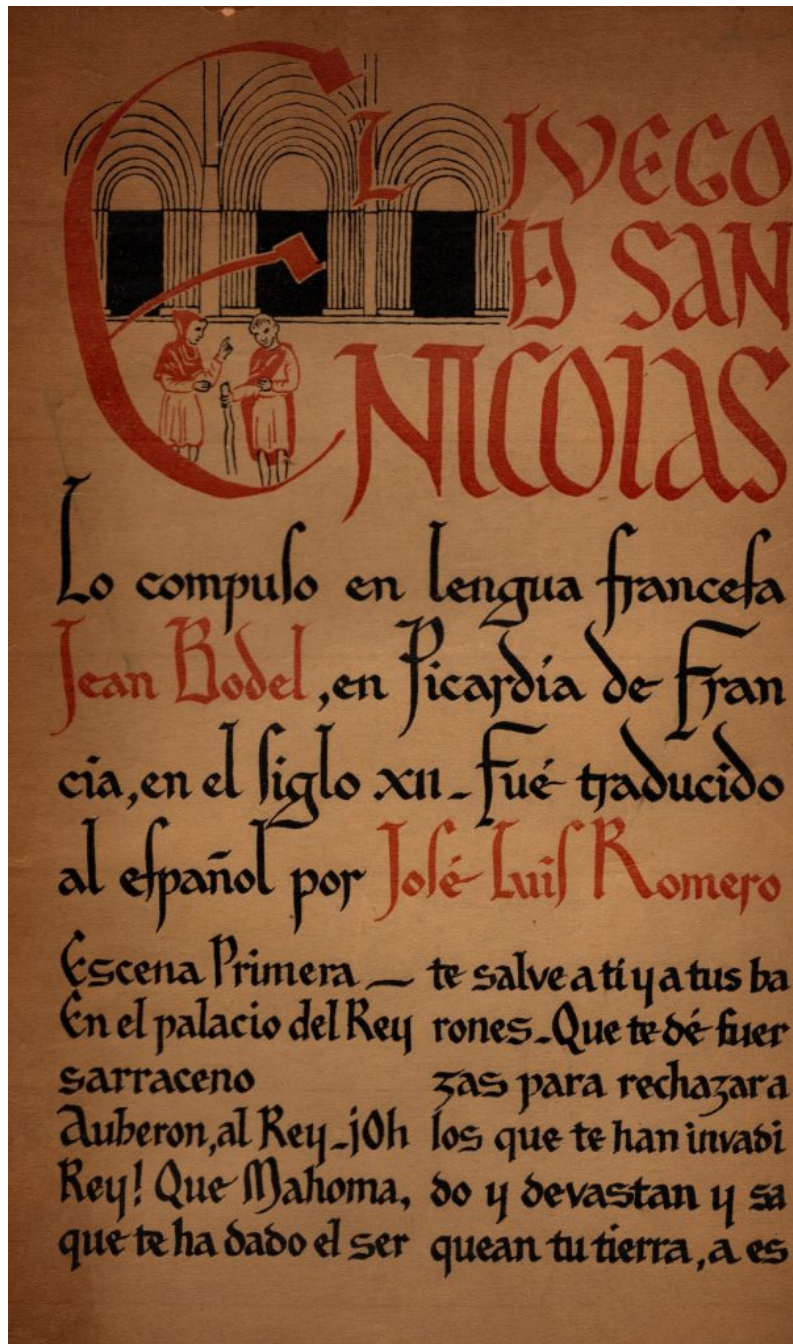 EL JVEGO
DE SAN
NICOLAS
Lo compuſo en lengua franceſa
Jean Bodel, en Picardía de Fran
cia, en el ſiglo XII - Fué traducido
al eſpañol por Joſé Luiſ Romero
Escena Primera —
En el palacio del Rey
sarraceno
Auberon, al Rey - ¡Oh
Rey! Que Mahoma,
que te ha dado el ser
te salve a ti y a tus ba
rones - Que te dé fuer
zas para rechazar a
los que te han invadi
do y devastan y sa
quean tu tierra, a es